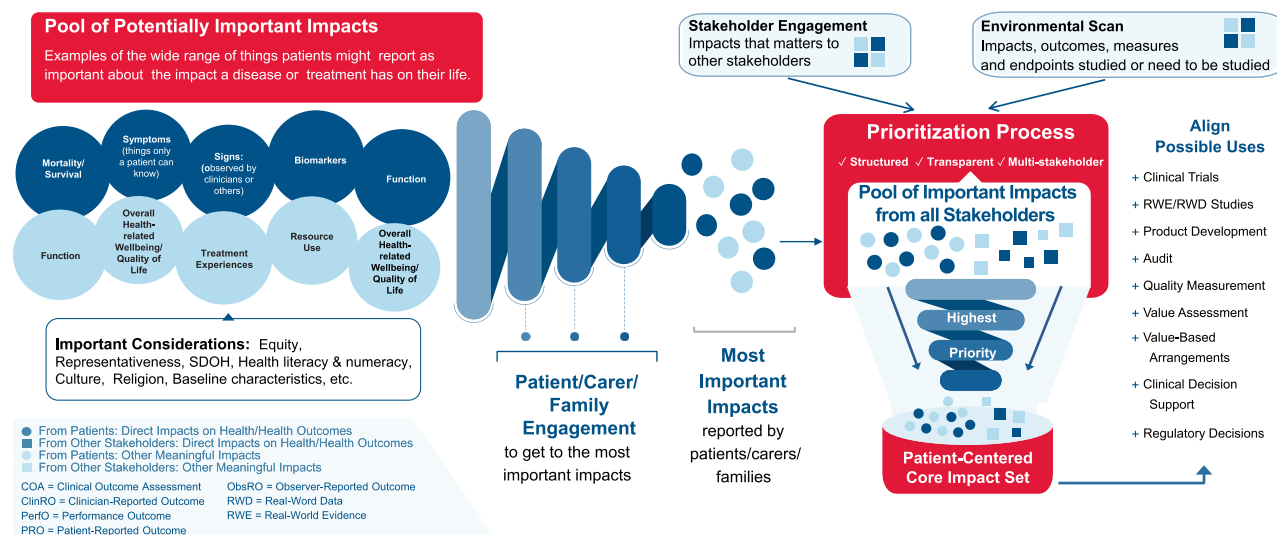 Pool of Potentially Important Impacts
Examples of the wide range of things patients might report as
important about the impact a disease or treatment has on their life.
Mortality/
Survival
Symptoms
(things only
a patient can
know)
Signs:
(observed by
clinicians or
others)
Biomarkers
Function
Function
Overall
Health-
related
Wellbeing/
Quality of
Life
Treatment
Experiences
Resource
Use
Overall
Health-
related
Wellbeing/
Quality of
Life
Important Considerations: Equity,
Representativeness, SDOH, Health literacy & numeracy,
Culture, Religion, Baseline characteristics, etc.
From Patients: Direct Impacts on Health/Health Outcomes
From Other Stakeholders: Direct Impacts on Health/Health Outcomes
From Patients: Other Meaningful Impacts
From Other Stakeholders: Other Meaningful Impacts
COA = Clinical Outcome Assessment
ClinRO = Clinician-Reported Outcome
PerfO = Performance Outcome
PRO = Patient-Reported Outcome
ObsRO = Observer-Reported Outcome
RWD = Real-Word Data
RWE = Real-World Evidence
Patient/Carer/
Family
Engagement
to get to the most
important impacts
Most
Important
Impacts
reported by
patients/carers/
families
Stakeholder Engagement
Impacts that matters to
other stakeholders
Environmental Scan
Impacts, outcomes, measures
and endpoints studied or need to be studied
Prioritization Process
✓ Structured ✓ Transparent ✓ Multi-stakeholder
Pool of Important Impacts
from all Stakeholders
Highest
Priority
Patient-Centered
Core Impact Set
Align
Possible Uses
+ Clinical Trials
+ RWE/RWD Studies
+ Product Development
+ Audit
+ Quality Measurement
+ Value Assessment
+ Value-Based
Arrangements
+ Clinical Decision
Support
+ Regulatory Decisions